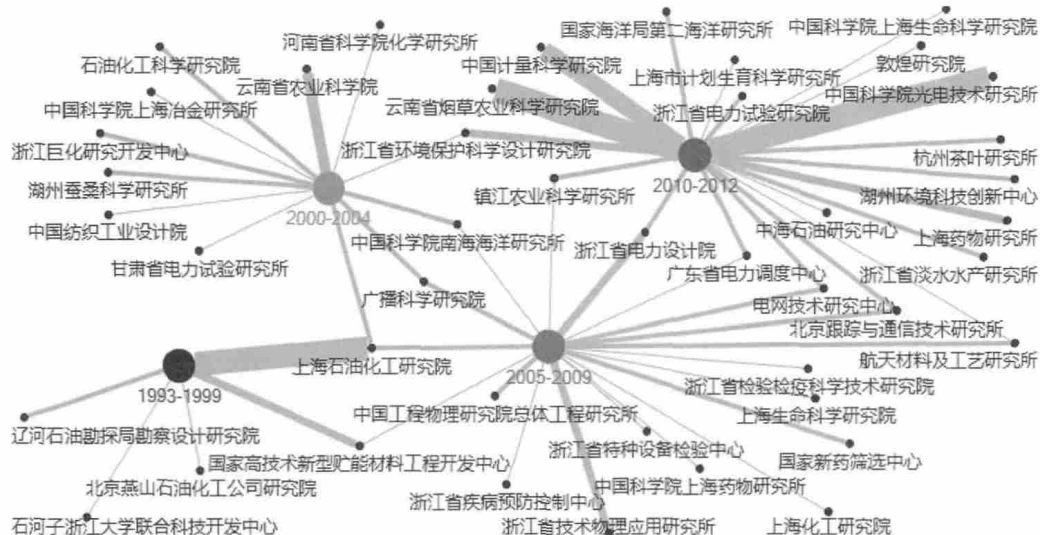 国家海洋局第二海洋研究所
中国科学院上海生命科学研究院
河南省科学院化学研究所
石油化工科学研究院
中国计量科学研究院
敦煌研究院
上海市计划生育科学研究所
云南省农业科学院
中国科学院光电技术研究所
中国科学院上海冶金研究所
云南省烟草农业科学研究院
浙江省电力试验研究院
浙江巨化研究开发中心
浙江省环境保护科学设计研究院
杭州茶叶研究所
2010-2012
湖州蚕桑科学研究所
镇江农业科学研究所
湖州环境科技创新中心
2000-2004
中国纺织工业设计院
中国科学院南海海洋研究所
浙江省电力设计院
中海石油研究中心
上海药物研究所
甘肃省电力试验研究所
广东省电力调度中心
浙江省淡水水产研究所
广播科学研究院
电网技术研究中心
北京跟踪与通信技术研究所
上海石油化工研究院
航天材料及工艺研究所
2005-2009
1993-1999
浙江省检验检疫科学技术研究院
中国工程物理研究院总体工程研究所
上海生命科学研究院
辽河石油勘探局勘察设计研究院
浙江省特种设备检验中心
国家高技术新型贮能材料工程开发中心
国家新药筛选中心
北京燕山石油化工公司研究院
中国科学院上海药物研究所
浙江省疾病预防控制中心
石河子浙江大学联合科技开发中心
浙江省技术物理应用研究所
上海化工研究院